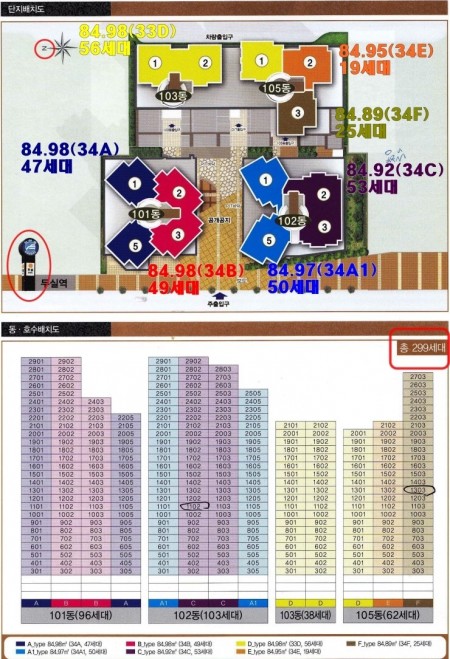 단지배치도
84.98(33D)
56세대
차량출입구
84.95(34E)
19세대
84.89(34F)
25세대
84.98(34A)
47세대
84.92(34C)
53세대
1 2 103동
1 2 105동 3
1 2 101동 3 5
1 102동 2 3 5
공개공지
두실역
84.98(34B)
49세대
84.97(34A1)
50세대
주출입구
동 · 호수배치도
총 299세대
2901 2902 2901 2902
2801 2802 2801 2802 2803
2701 2702 2701 2702 2703 2703
2601 2602 2601 2602 2603 2603
2501 2502 2501 2502 2503 2505 2503
2401 2402 2403 2401 2402 2403 2405 2403
2301 2302 2303 2301 2302 2303 2305 2303
2201 2202 2203 2205 2201 2202 2203 2205 2203
2101 2102 2103 2105 2101 2102 2103 2105 2101 2102 2102 2103
2001 2002 2003 2005 2001 2002 2003 2005 2001 2002 2001 2002 2003
1901 1902 1903 1905 1901 1902 1903 1905 1901 1902 1901 1902 1903
1801 1802 1803 1805 1801 1802 1803 1805 1801 1802 1801 1802 1803
1701 1702 1703 1705 1701 1702 1703 1705 1701 1702 1701 1702 1703
1601 1602 1603 1605 1601 1602 1603 1605 1601 1602 1601 1602 1603
1501 1502 1503 1505 1501 1502 1503 1505 1501 1502 1501 1502 1503
1401 1402 1403 1405 1401 1402 1403 1405 1401 1402 1401 1402 1403
1301 1302 1303 1305 1301 1302 1303 1305 1301 1302 1301 1302 1303
1201 1202 1203 1205 1201 1202 1203 1205 1201 1202 1201 1202 1203
1101 1102 1103 1105 1101 1102 1103 1105 1101 1102 1101 1102 1103
1001 1002 1003 1005 1001 1002 1003 1005 1001 1002 1001 1002 1003
901 902 903 905 901 902 903 905 901 902 901 902 903
801 802 803 805 801 802 803 805 801 802 801 802 803
701 702 703 705 701 702 703 705 701 702 701 702 703
601 602 603 605 601 602 603 605 601 602 601 602 603
501 502 503 505 501 502 503 505 501 502 501 502 503
401 402 403 405 401 402 403 405 401 402 401 402 403
301 302 303 305 301 302 303 305 301 302 301 302 303
A B B A A1 C C A1 D D D E F
101동(96세대) 102동(103세대) 103동(38세대) 105동(62세대)
A_type 84.98㎡ (34A, 47세대) B_type 84.98㎡ (34B, 49세대) D_type 84.98㎡ (33D, 56세대) F_type 84.89㎡ (34F, 25세대)
A1_type 84.97㎡ (34A1, 50세대) C_type 84.92㎡ (34C, 53세대) E_type 84.95㎡ (34E, 19세대)